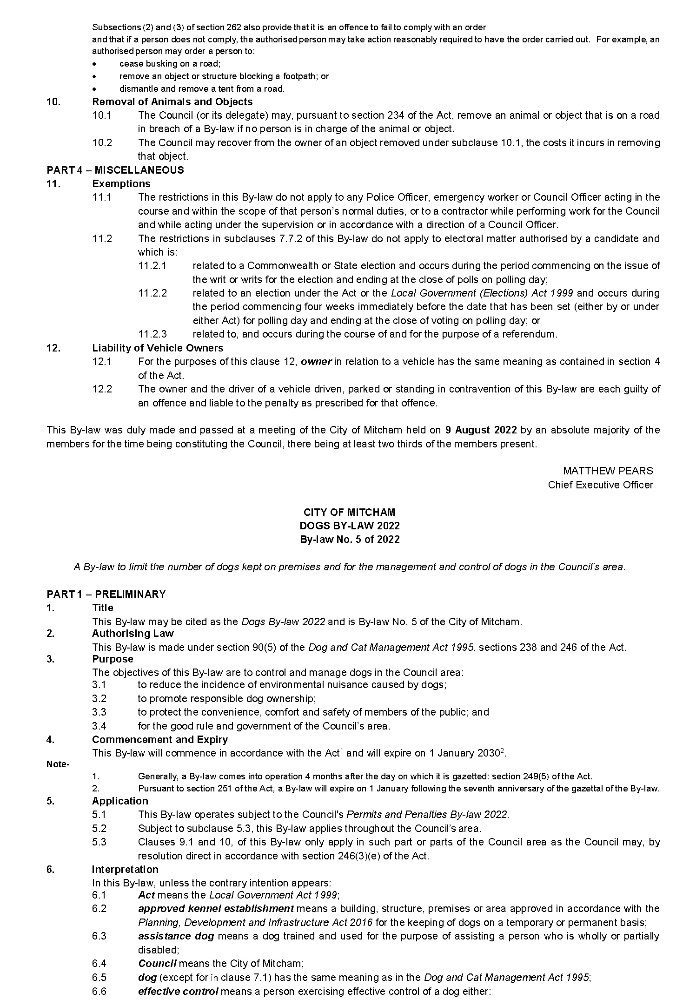 Subsections (2) and (3) of section 262 also provide that it is an offence to fail to comply with an order
and that if a person does not comply, the authorised person may take action reasonably required to have the order carried out. For example, an
authorised person may order a person to:
• cease busking on a road;
• remove an object or structure blocking a footpath; or
• dismantle and remove a tent from a road.
10. Removal of Animals and Objects
10.1 The Council (or its delegate) may, pursuant to section 234 of the Act, remove an animal or object that is on a road
in breach of a By-law if no person is in charge of the animal or object.
10.2 The Council may recover from the owner of an object removed under subclause 10.1, the costs it incurs in removing
that object.
PART 4 – MISCELLANEOUS
11. Exemptions
11.1 The restrictions in this By-law do not apply to any Police Officer, emergency worker or Council Officer acting in the
course and within the scope of that person's normal duties, or to a contractor while performing work for the Council
and while acting under the supervision or in accordance with a direction of a Council Officer.
11.2 The restrictions in subclauses 7.7.2 of this By-law do not apply to electoral matter authorised by a candidate and
which is:
11.2.1 related to a Commonwealth or State election and occurs during the period commencing on the issue of
the writ or writs for the election and ending at the close of polls on polling day;
11.2.2 related to an election under the Act or the Local Government (Elections) Act 1999 and occurs during
the period commencing four weeks immediately before the date that has been set (either by or under
either Act) for polling day and ending at the close of voting on polling day; or
11.2.3 related to, and occurs during the course of and for the purpose of a referendum.
12. Liability of Vehicle Owners
12.1 For the purposes of this clause 12, owner in relation to a vehicle has the same meaning as contained in section 4
of the Act.
12.2 The owner and the driver of a vehicle driven, parked or standing in contravention of this By-law are each guilty of
an offence and liable to the penalty as prescribed for that offence.
This By-law was duly made and passed at a meeting of the City of Mitcham held on 9 August 2022 by an absolute majority of the
members for the time being constituting the Council, there being at least two thirds of the members present.
MATTHEW PEARS
Chief Executive Officer
CITY OF MITCHAM
DOGS BY-LAW 2022
By-law No. 5 of 2022
A By-law to limit the number of dogs kept on premises and for the management and control of dogs in the Council's area.
PART 1 – PRELIMINARY
1. Title
This By-law may be cited as the Dogs By-law 2022 and is By-law No. 5 of the City of Mitcham.
2. Authorising Law
This By-law is made under section 90(5) of the Dog and Cat Management Act 1995, sections 238 and 246 of the Act.
3. Purpose
The objectives of this By-law are to control and manage dogs in the Council area:
3.1 to reduce the incidence of environmental nuisance caused by dogs;
3.2 to promote responsible dog ownership;
3.3 to protect the convenience, comfort and safety of members of the public; and
3.4 for the good rule and government of the Council's area.
4. Commencement and Expiry
This By-law will commence in accordance with the Act¹ and will expire on 1 January 2030².
Note-
1. Generally, a By-law comes into operation 4 months after the day on which it is gazetted: section 249(5) of the Act.
2. Pursuant to section 251 of the Act, a By-law will expire on 1 January following the seventh anniversary of the gazettal of the By-law.
5. Application
5.1 This By-law operates subject to the Council's Permits and Penalties By-law 2022.
5.2 Subject to subclause 5.3, this By-law applies throughout the Council's area.
5.3 Clauses 9.1 and 10, of this By-law only apply in such part or parts of the Council area as the Council may, by
resolution direct in accordance with section 246(3)(e) of the Act.
6. Interpretation
In this By-law, unless the contrary intention appears:
6.1 Act means the Local Government Act 1999;
6.2 approved kennel establishment means a building, structure, premises or area approved in accordance with the
Planning, Development and Infrastructure Act 2016 for the keeping of dogs on a temporary or permanent basis;
6.3 assistance dog means a dog trained and used for the purpose of assisting a person who is wholly or partially
disabled;
6.4 Council means the City of Mitcham;
6.5 dog (except for in clause 7.1) has the same meaning as in the Dog and Cat Management Act 1995;
6.6 effective control means a person exercising effective control of a dog either: